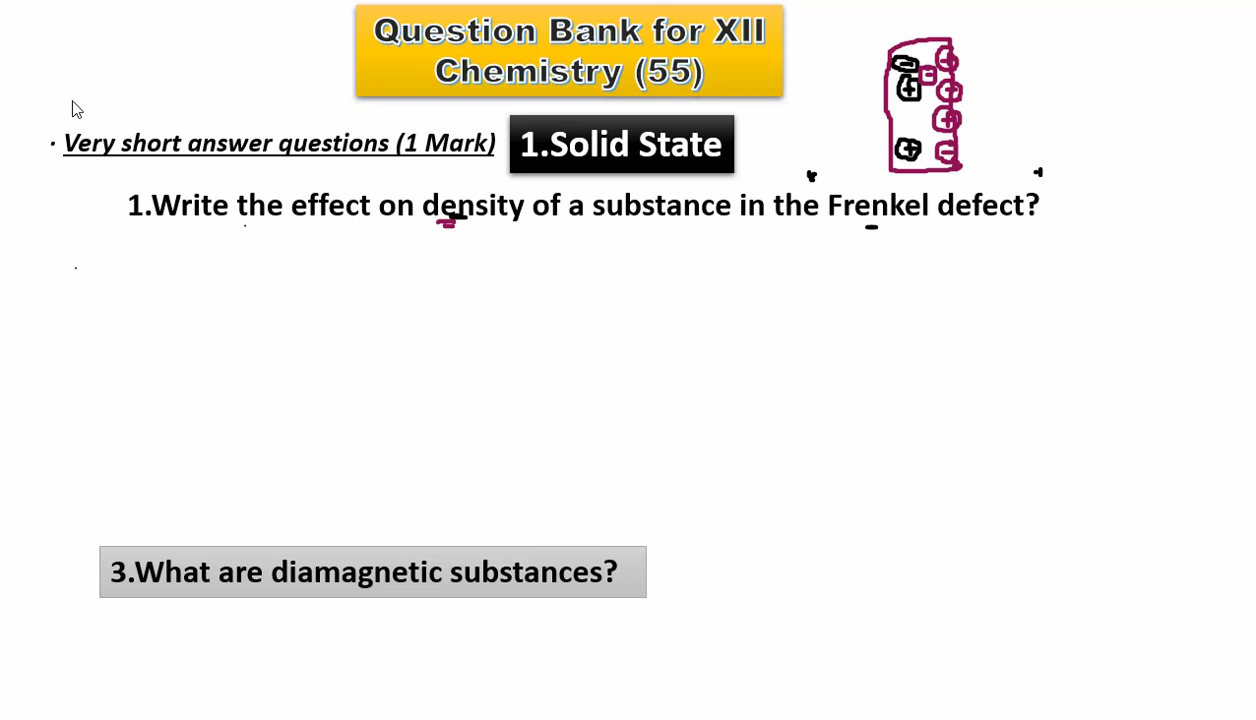 Question Bank for XII
Chemistry (55)
· Very short answer questions (1 Mark)
1.Solid State
1.Write the effect on density of a substance in the Frenkel defect?
3.What are diamagnetic substances?